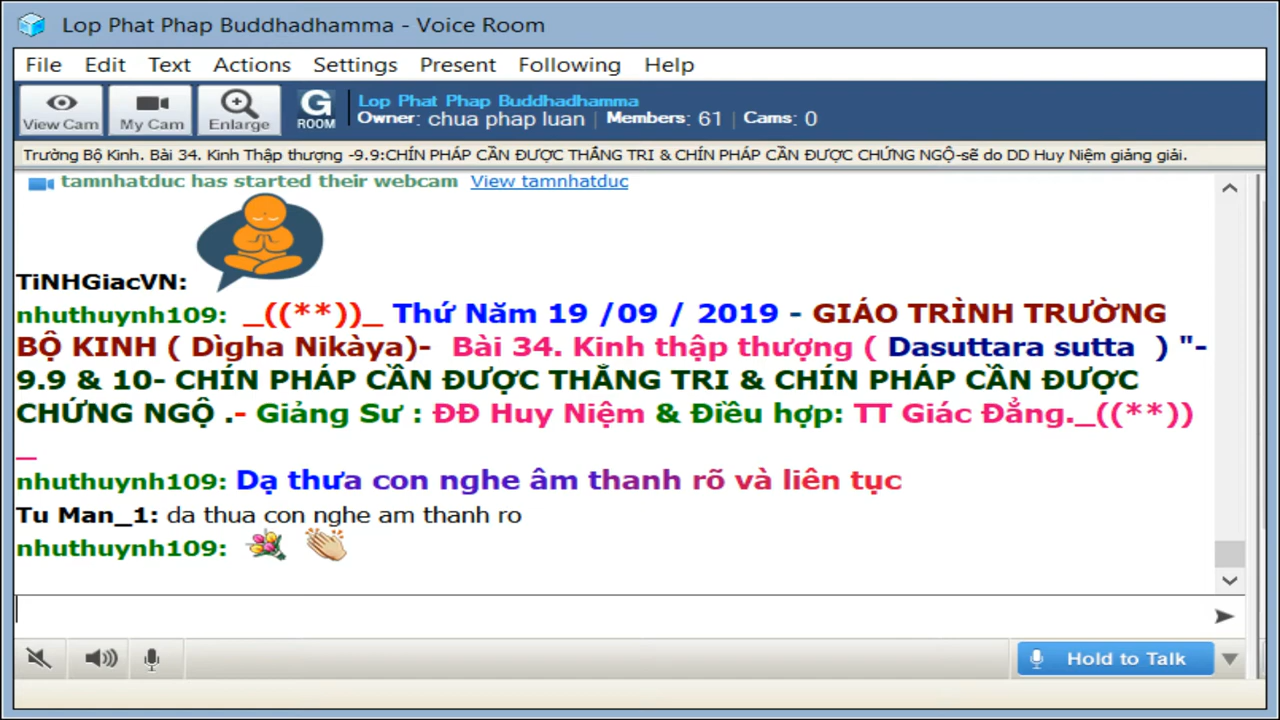 Lop Phat Phap Buddhadhamma - Voice Room
File Edit Text Actions Settings Present Following Help
View Cam My Cam Enlarge G ROOM
Lop Phat Phap Buddhadhamma
Owner: chua phap luan | Members: 61 | Cams: 0
Trường Bộ Kinh. Bài 34. Kinh Thập thượng -9.9:CHÍN PHÁP CẦN ĐƯỢC THẮNG TRI & CHÍN PHÁP CẦN ĐƯỢC CHỨNG NGỘ-sẽ do DD Huy Niệm giảng giải.
tamnhatduc has started their webcam View tamnhatduc
TiNHGiacVN:
nhuthuynh109: _((**))_ Thứ Năm 19 /09 / 2019 - GIÁO TRÌNH TRƯỜNG
BỘ KINH ( Dìgha Nikàya)- Bài 34. Kinh thập thượng ( Dasuttara sutta ) "-
9.9 & 10- CHÍN PHÁP CẦN ĐƯỢC THẮNG TRI & CHÍN PHÁP CẦN ĐƯỢC
CHỨNG NGỘ .- Giảng Sư : ĐĐ Huy Niệm & Điều hợp: TT Giác Đẳng._((**))
_
nhuthuynh109: Dạ thưa con nghe âm thanh rõ và liên tục
Tu Man_1: da thua con nghe am thanh ro
nhuthuynh109:
Hold to Talk